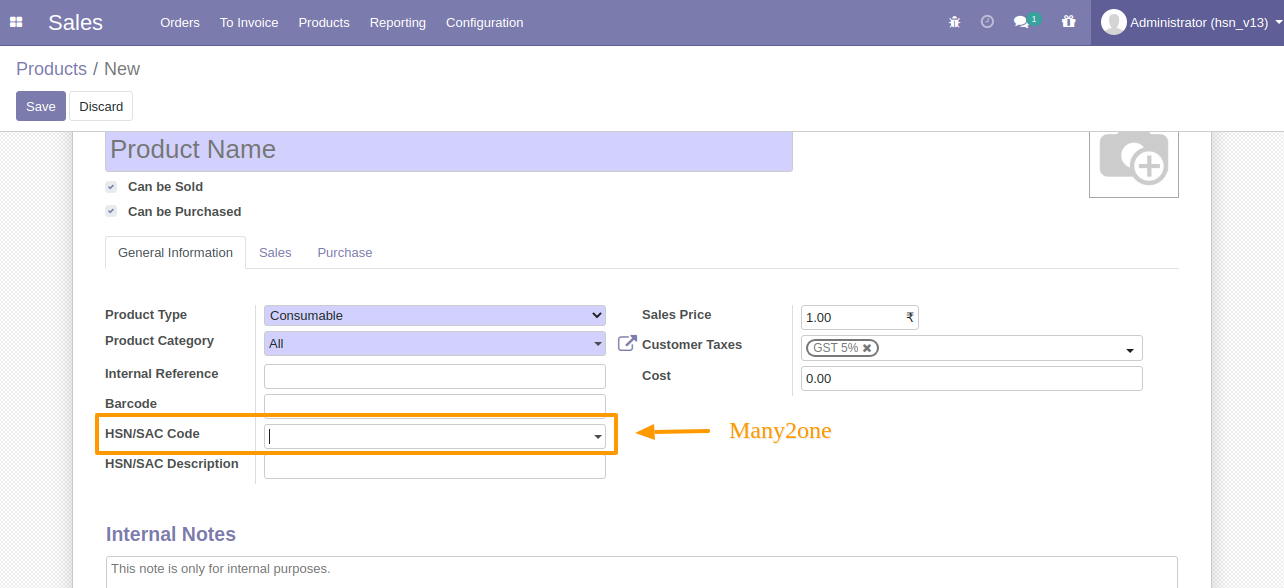 Sales Orders To Invoice Products Reporting Configuration 1 Administrator (hsn_v13)
Products / New
Save Discard
Product Name
Can be Sold
Can be Purchased
General Information Sales Purchase
Product Type Consumable Sales Price 1.00 ₹
Product Category All Customer Taxes GST 5% ✖
Internal Reference Cost 0.00
Barcode
HSN/SAC Code Many2one
HSN/SAC Description
Internal Notes
This note is only for internal purposes.